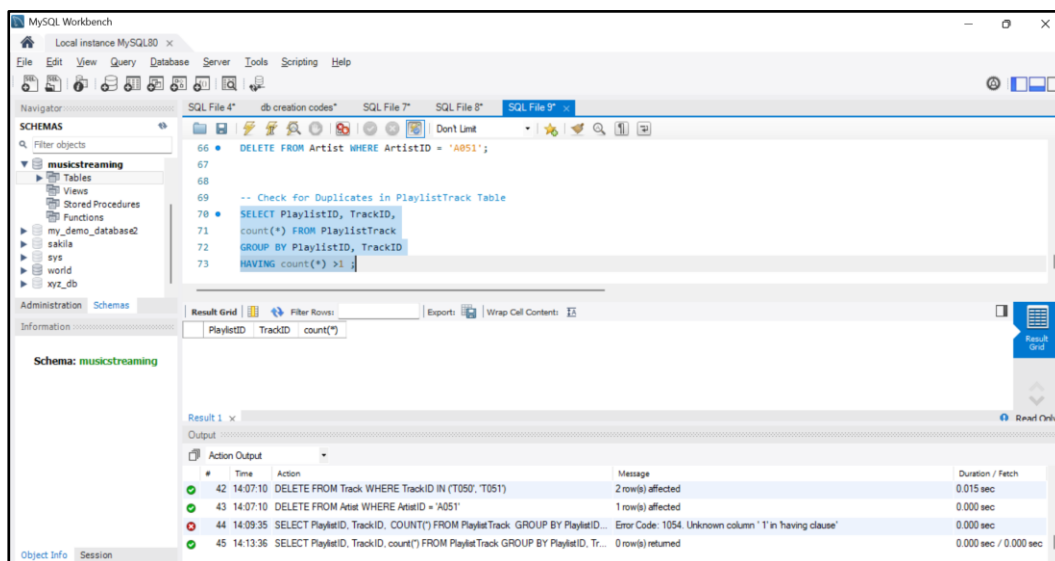 MySQL Workbench
Local instance MySQL80 ×
File Edit View Query Database Server Tools Scripting Help
Navigator
SCHEMAS
Filter objects
musicstreaming
Tables
Views
Stored Procedures
Functions
my_demo_database2
sakila
sys
world
xyz_db
Administration Schemas
Information
Schema: musicstreaming
Object Info Session
SQL File 4* db creation codes* SQL File 7* SQL File 8* SQL File 9* ×
Don't Limit
66 DELETE FROM Artist WHERE ArtistID = 'A051';
67
68
69 -- Check for Duplicates in PlaylistTrack Table
70 SELECT PlaylistID, TrackID,
71 count(*) FROM PlaylistTrack
72 GROUP BY PlaylistID, TrackID
73 HAVING count(*) >1 ;
Result Grid Filter Rows: Export: Wrap Cell Content:
PlaylistID TrackID count(*)
Result Grid
Result 1 × Read Only
Output
Action Output
# Time Action Message Duration / Fetch
42 14:07:10 DELETE FROM Track WHERE TrackID IN ('T050', 'T051') 2 row(s) affected 0.015 sec
43 14:07:10 DELETE FROM Artist WHERE ArtistID = 'A051' 1 row(s) affected 0.000 sec
44 14:09:35 SELECT PlaylistID, TrackID, COUNT(*) FROM PlaylistTrack GROUP BY PlaylistID... Error Code: 1054. Unknown column ' 1' in 'having clause' 0.000 sec
45 14:13:36 SELECT PlaylistID, TrackID, count(*) FROM PlaylistTrack GROUP BY PlaylistID, Tr... 0 row(s) returned 0.000 sec / 0.000 sec